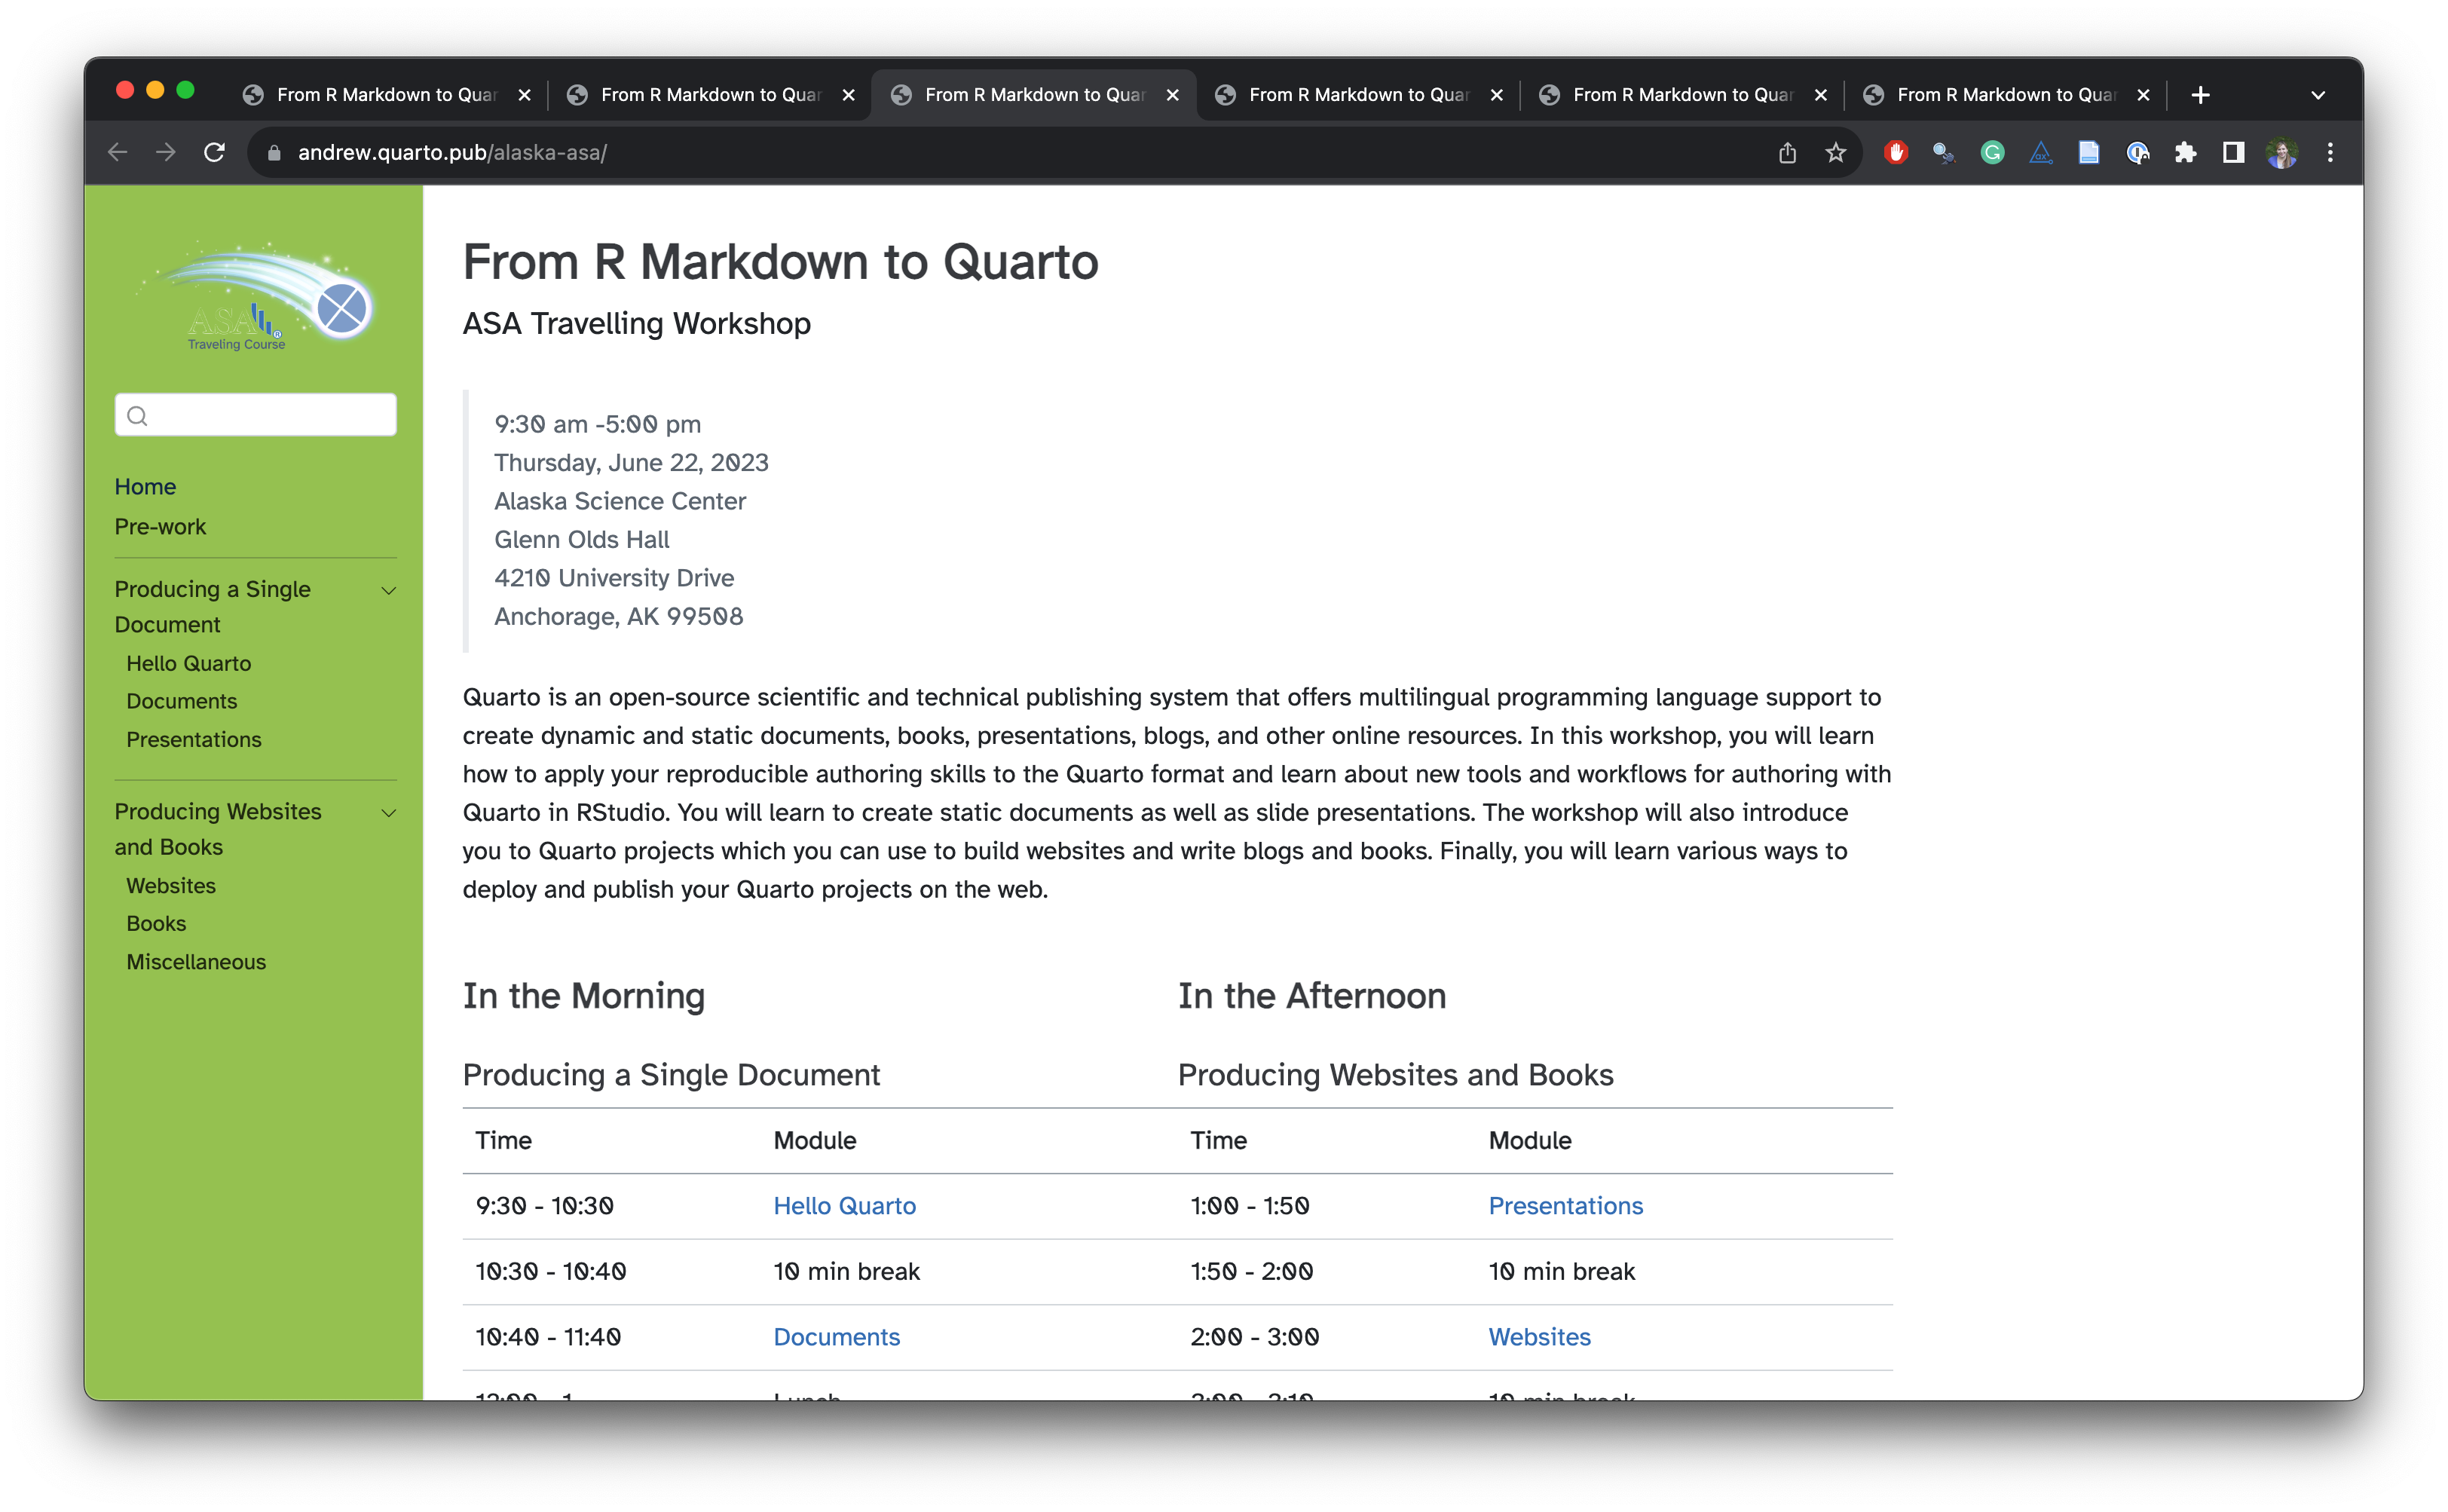 From R Markdown to Quar
From R Markdown to Quar
From R Markdown to Quar
From R Markdown to Quar
From R Markdown to Quar
From R Markdown to Quar
andrew.quarto.pub/alaska-asa/
ASA
Traveling Course
Home
Pre-work
Producing a Single
Document
Hello Quarto
Documents
Presentations
Producing Websites
and Books
Websites
Books
Miscellaneous
From R Markdown to Quarto
ASA Travelling Workshop
9:30 am -5:00 pm
Thursday, June 22, 2023
Alaska Science Center
Glenn Olds Hall
4210 University Drive
Anchorage, AK 99508
Quarto is an open-source scientific and technical publishing system that offers multilingual programming language support to
create dynamic and static documents, books, presentations, blogs, and other online resources. In this workshop, you will learn
how to apply your reproducible authoring skills to the Quarto format and learn about new tools and workflows for authoring with
Quarto in RStudio. You will learn to create static documents as well as slide presentations. The workshop will also introduce
you to Quarto projects which you can use to build websites and write blogs and books. Finally, you will learn various ways to
deploy and publish your Quarto projects on the web.
In the Morning
Producing a Single Document
Time Module
9:30 - 10:30 Hello Quarto
10:30 - 10:40 10 min break
10:40 - 11:40 Documents
12:00 - 1 Lunch
In the Afternoon
Producing Websites and Books
Time Module
1:00 - 1:50 Presentations
1:50 - 2:00 10 min break
2:00 - 3:00 Websites
3:00 - 3:10 10 min break